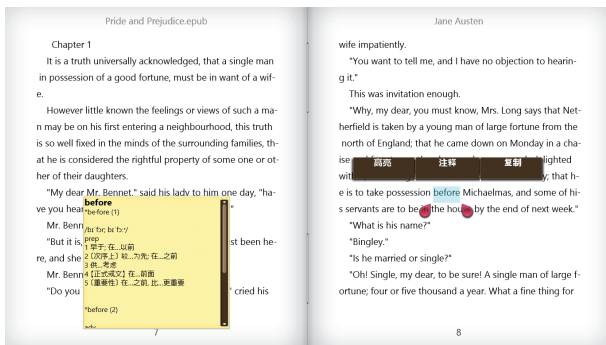 Pride and Prejudice.epub
Chapter 1
It is a truth universally acknowledged, that a single man
in possession of a good fortune, must be in want of a wif-
e.
However little known the feelings or views of such a ma-
n may be on his first entering a neighbourhood, this truth
is so well fixed in the minds of the surrounding families, th-
at he is considered the rightful property of some one or ot-
her of their daughters.
"My dear Mr. Bennet." said his lady to him one day, "ha-
ve you hear
Mr. Benn
"But it is, st been he-
re, and she
Mr. Benn
"Do you " cried his
before
*before (1)
/bɪˈfɔr; bɪˈfɔː/
prep
1 早于; 在...以前
2 (次序上) 较...为先; 在...之前
3 供...考虑
4 【正式或文】在...前面
5 (重要性) 在...之前, 比...更重要
*before (2)
adv
7
Jane Austen
wife impatiently.
"You want to tell me, and I have no objection to hearin-
g it."
This was invitation enough.
"Why, my dear, you must know, Mrs. Long says that Net-
herfield is taken by a young man of large fortune from the
north of England; that he came down on Monday in a cha-
ise lighted
高亮 注释 复制
with y; that h-
e is to take possession before Michaelmas, and some of hi-
s servants are to be in the house by the end of next week."
"What is his name?"
"Bingley."
"Is he married or single?"
"Oh! Single, my dear, to be sure! A single man of large f-
ortune; four or five thousand a year. What a fine thing for
8